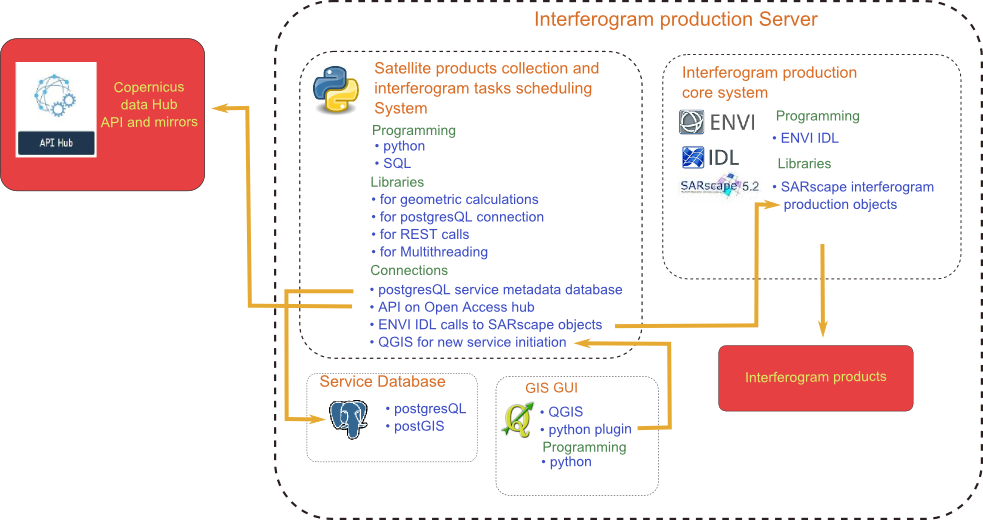 Interferogram production Server
Copernicus
data Hub
API and mirrors
API Hub
Satellite products collection and
interferogram tasks scheduling
System
Programming
• python
• SQL
Libraries
• for geometric calculations
• for postgresQL connection
• for REST calls
• for Multithreading
Connections
• postgresQL service metadata database
• API on Open Access hub
• ENVI IDL calls to SARscape objects
• QGIS for new service initiation
Interferogram production
core system
ENVI
IDL
SARscape 5.2
Programming
• ENVI IDL
Libraries
• SARscape interferogram
production objects
Interferogram products
Service Database
• postgresQL
• postGIS
GIS GUI
• QGIS
• python plugin
Programming
• python